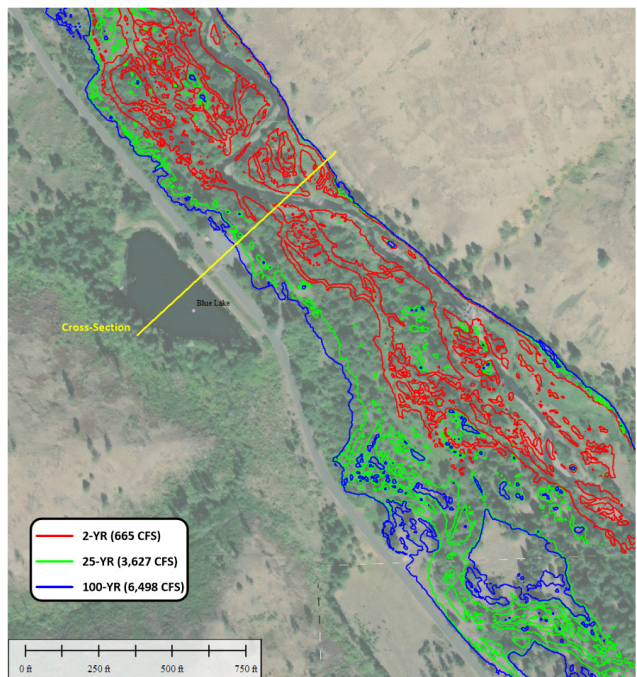 Blue Lake
Cross-Section
2-YR (665 CFS)
25-YR (3,627 CFS)
100-YR (6,498 CFS)
0 ft 250 ft 500 ft 750 ft